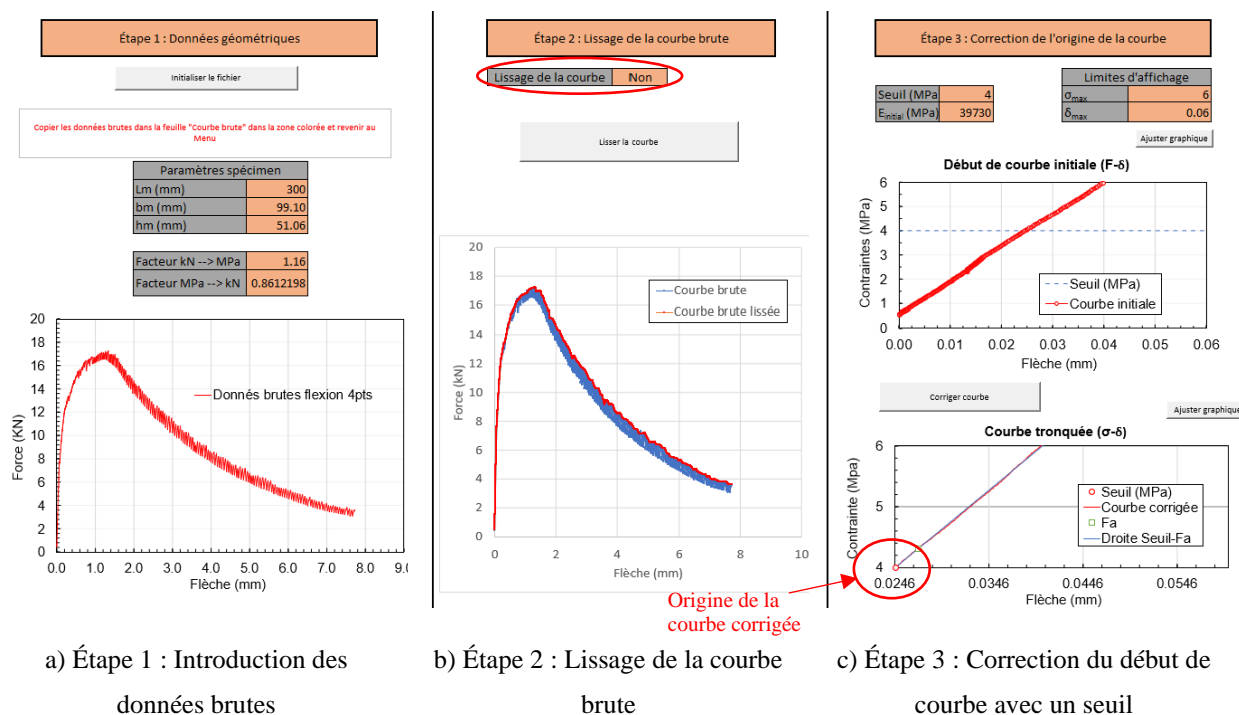 Étape 1 : Données géométriques
Initialiser le fichier
Copier les données brutes dans la feuille "Courbe brute" dans la zone colorée et revenir au
Menu
Paramètres spécimen
Lm (mm) 300
bm (mm) 99.10
hm (mm) 51.06
Facteur kN --> MPa 1.16
Facteur MPa --> kN 0.8612198
20
18
16
14
12
10
8
6
4
2
0
Force (KN)
Donnés brutes flexion 4pts
0.0 1.0 2.0 3.0 4.0 5.0 6.0 7.0 8.0 9.0
Flèche (mm)
a) Étape 1 : Introduction des
données brutes
Étape 2 : Lissage de la courbe brute
Lissage de la courbe Non
Lisser la courbe
20
18
16
14
12
10
8
6
4
2
0
Force (kN)
Courbe brute
Courbe brute lissée
0 2 4 6 8 10
Flèche (mm)
Origine de la
courbe corrigée
b) Étape 2 : Lissage de la courbe
brute
Étape 3 : Correction de l'origine de la courbe
Seuil (MPa 4
Einitial (MPa) 39730
Limites d'affichage
σmax 6
δmax 0.06
Ajuster graphique
Début de courbe initiale (F-δ)
6
5
4
3
2
1
0
Contraintes (MPa)
Seuil (MPa)
Courbe initiale
0.00 0.01 0.02 0.03 0.04 0.05 0.06
Flèche (mm)
Corriger courbe
Ajuster graphique
Courbe tronquée (σ-δ)
6
5
4
Contrainte (Mpa)
Seuil (MPa)
Courbe corrigée
Fa
Droite Seuil-Fa
0.0246 0.0346 0.0446 0.0546
Flèche (mm)
c) Étape 3 : Correction du début de
courbe avec un seuil